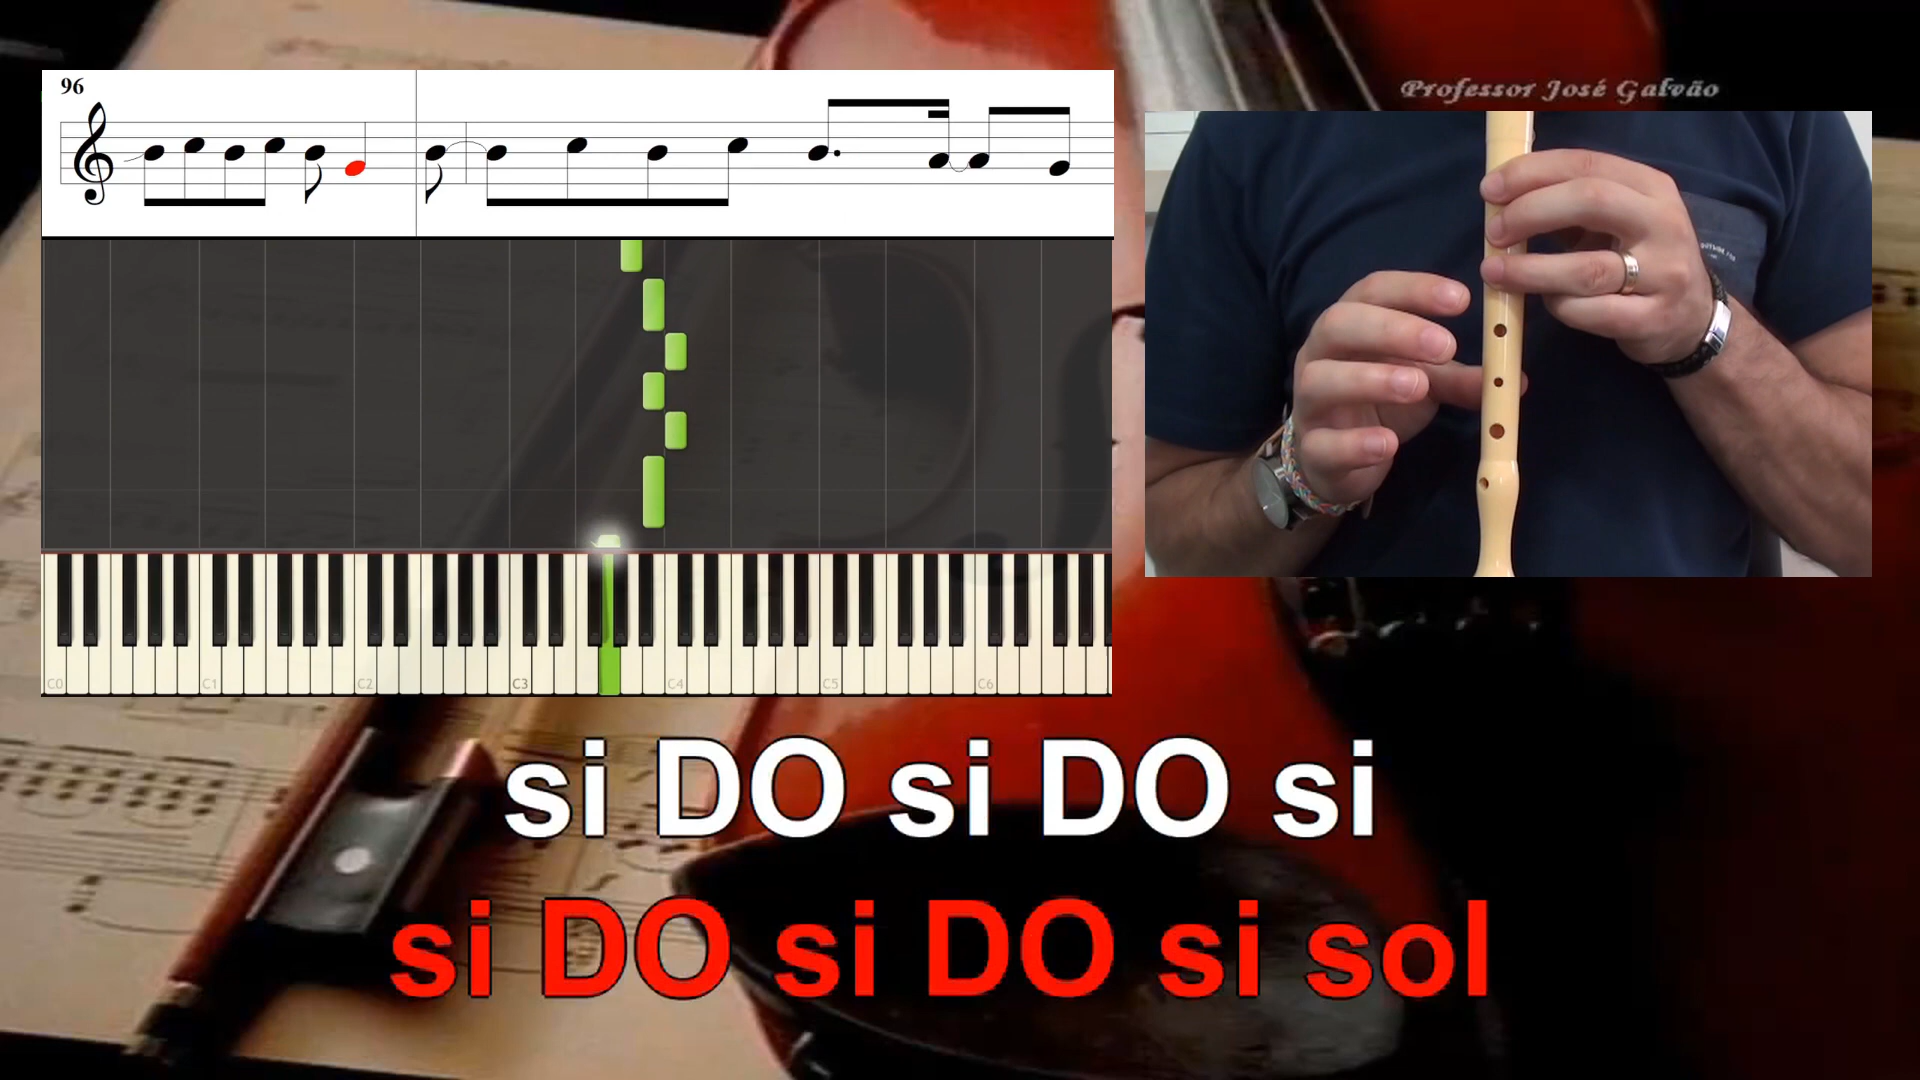 Professor José Galvão
96
C0 C1 C2 C3 C4 C5 C6
si DO si DO si
si DO si DO si sol